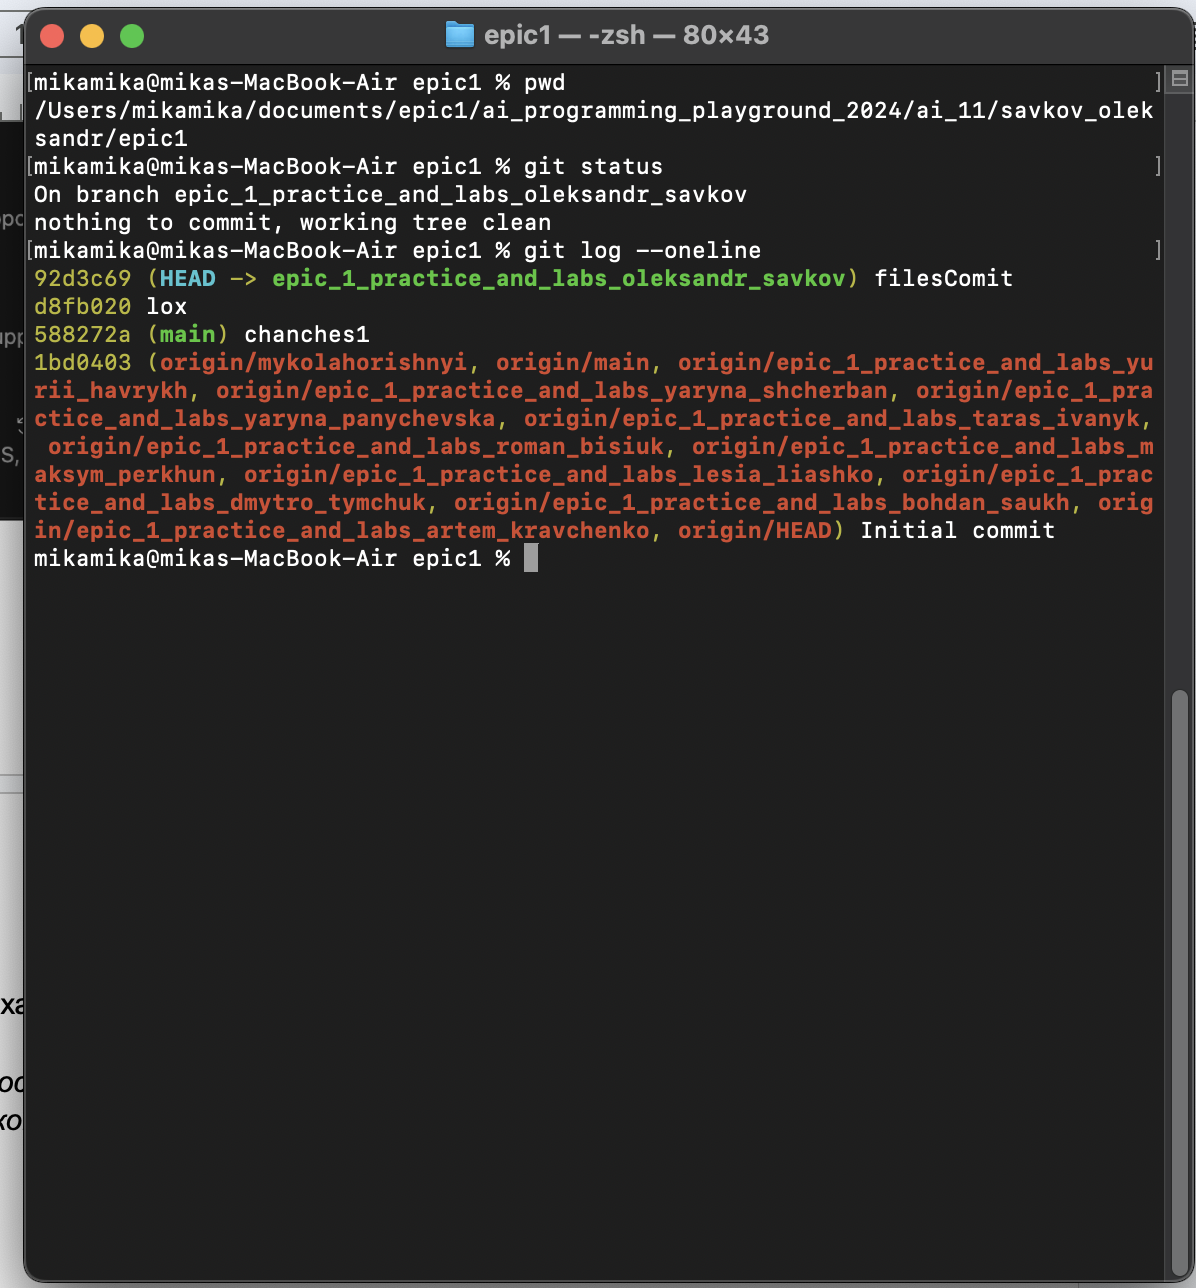 epic1 — -zsh — 80×43
[mikamika@mikas-MacBook-Air epic1 % pwd ]
/Users/mikamika/documents/epic1/ai_programming_playground_2024/ai_11/savkov_olek
sandr/epic1
[mikamika@mikas-MacBook-Air epic1 % git status ]
On branch epic_1_practice_and_labs_oleksandr_savkov
nothing to commit, working tree clean
[mikamika@mikas-MacBook-Air epic1 % git log --oneline ]
92d3c69 (HEAD -> epic_1_practice_and_labs_oleksandr_savkov) filesComit
d8fb020 lox
588272a (main) chanches1
1bd0403 (origin/mykolahorishnyi, origin/main, origin/epic_1_practice_and_labs_yu
rii_havrykh, origin/epic_1_practice_and_labs_yaryna_shcherban, origin/epic_1_pra
ctice_and_labs_yaryna_panychevska, origin/epic_1_practice_and_labs_taras_ivanyk,
 origin/epic_1_practice_and_labs_roman_bisiuk, origin/epic_1_practice_and_labs_m
aksym_perkhun, origin/epic_1_practice_and_labs_lesia_liashko, origin/epic_1_prac
tice_and_labs_dmytro_tymchuk, origin/epic_1_practice_and_labs_bohdan_saukh, orig
in/epic_1_practice_and_labs_artem_kravchenko, origin/HEAD) Initial commit
mikamika@mikas-MacBook-Air epic1 %